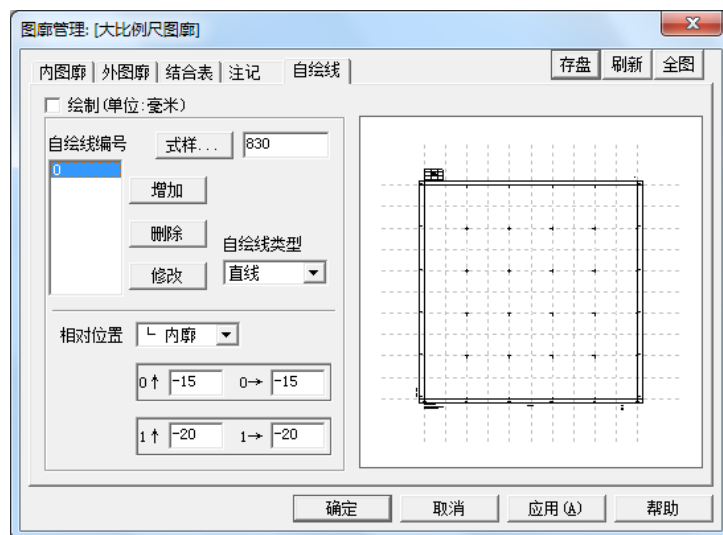 图廓管理: [大比例尺图廓]
内图廓 外图廓 结合表 注记 自绘线 存盘 刷新 全图
绘制(单位:毫米)
自绘线编号 式样... 830
0
增加
删除 自绘线类型
修改 直线
相对位置 └ 内廓
0↑ -15 0→ -15
1↑ -20 1→ -20
确定 取消 应用(A) 帮助